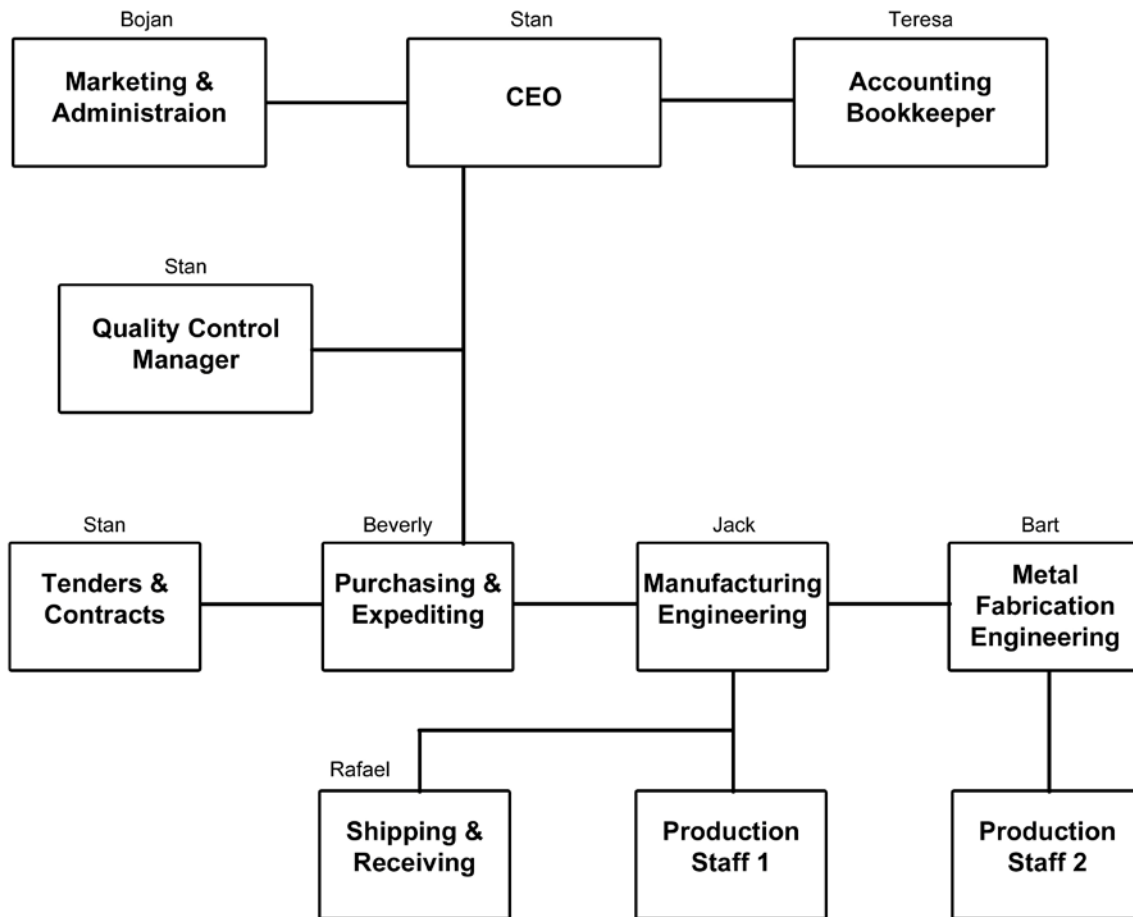 Bojan
Stan
Teresa
Marketing &
Administraion
CEO
Accounting
Bookkeeper
Stan
Quality Control
Manager
Stan
Beverly
Jack
Bart
Tenders &
Contracts
Purchasing &
Expediting
Manufacturing
Engineering
Metal
Fabrication
Engineering
Rafael
Shipping &
Receiving
Production
Staff 1
Production
Staff 2